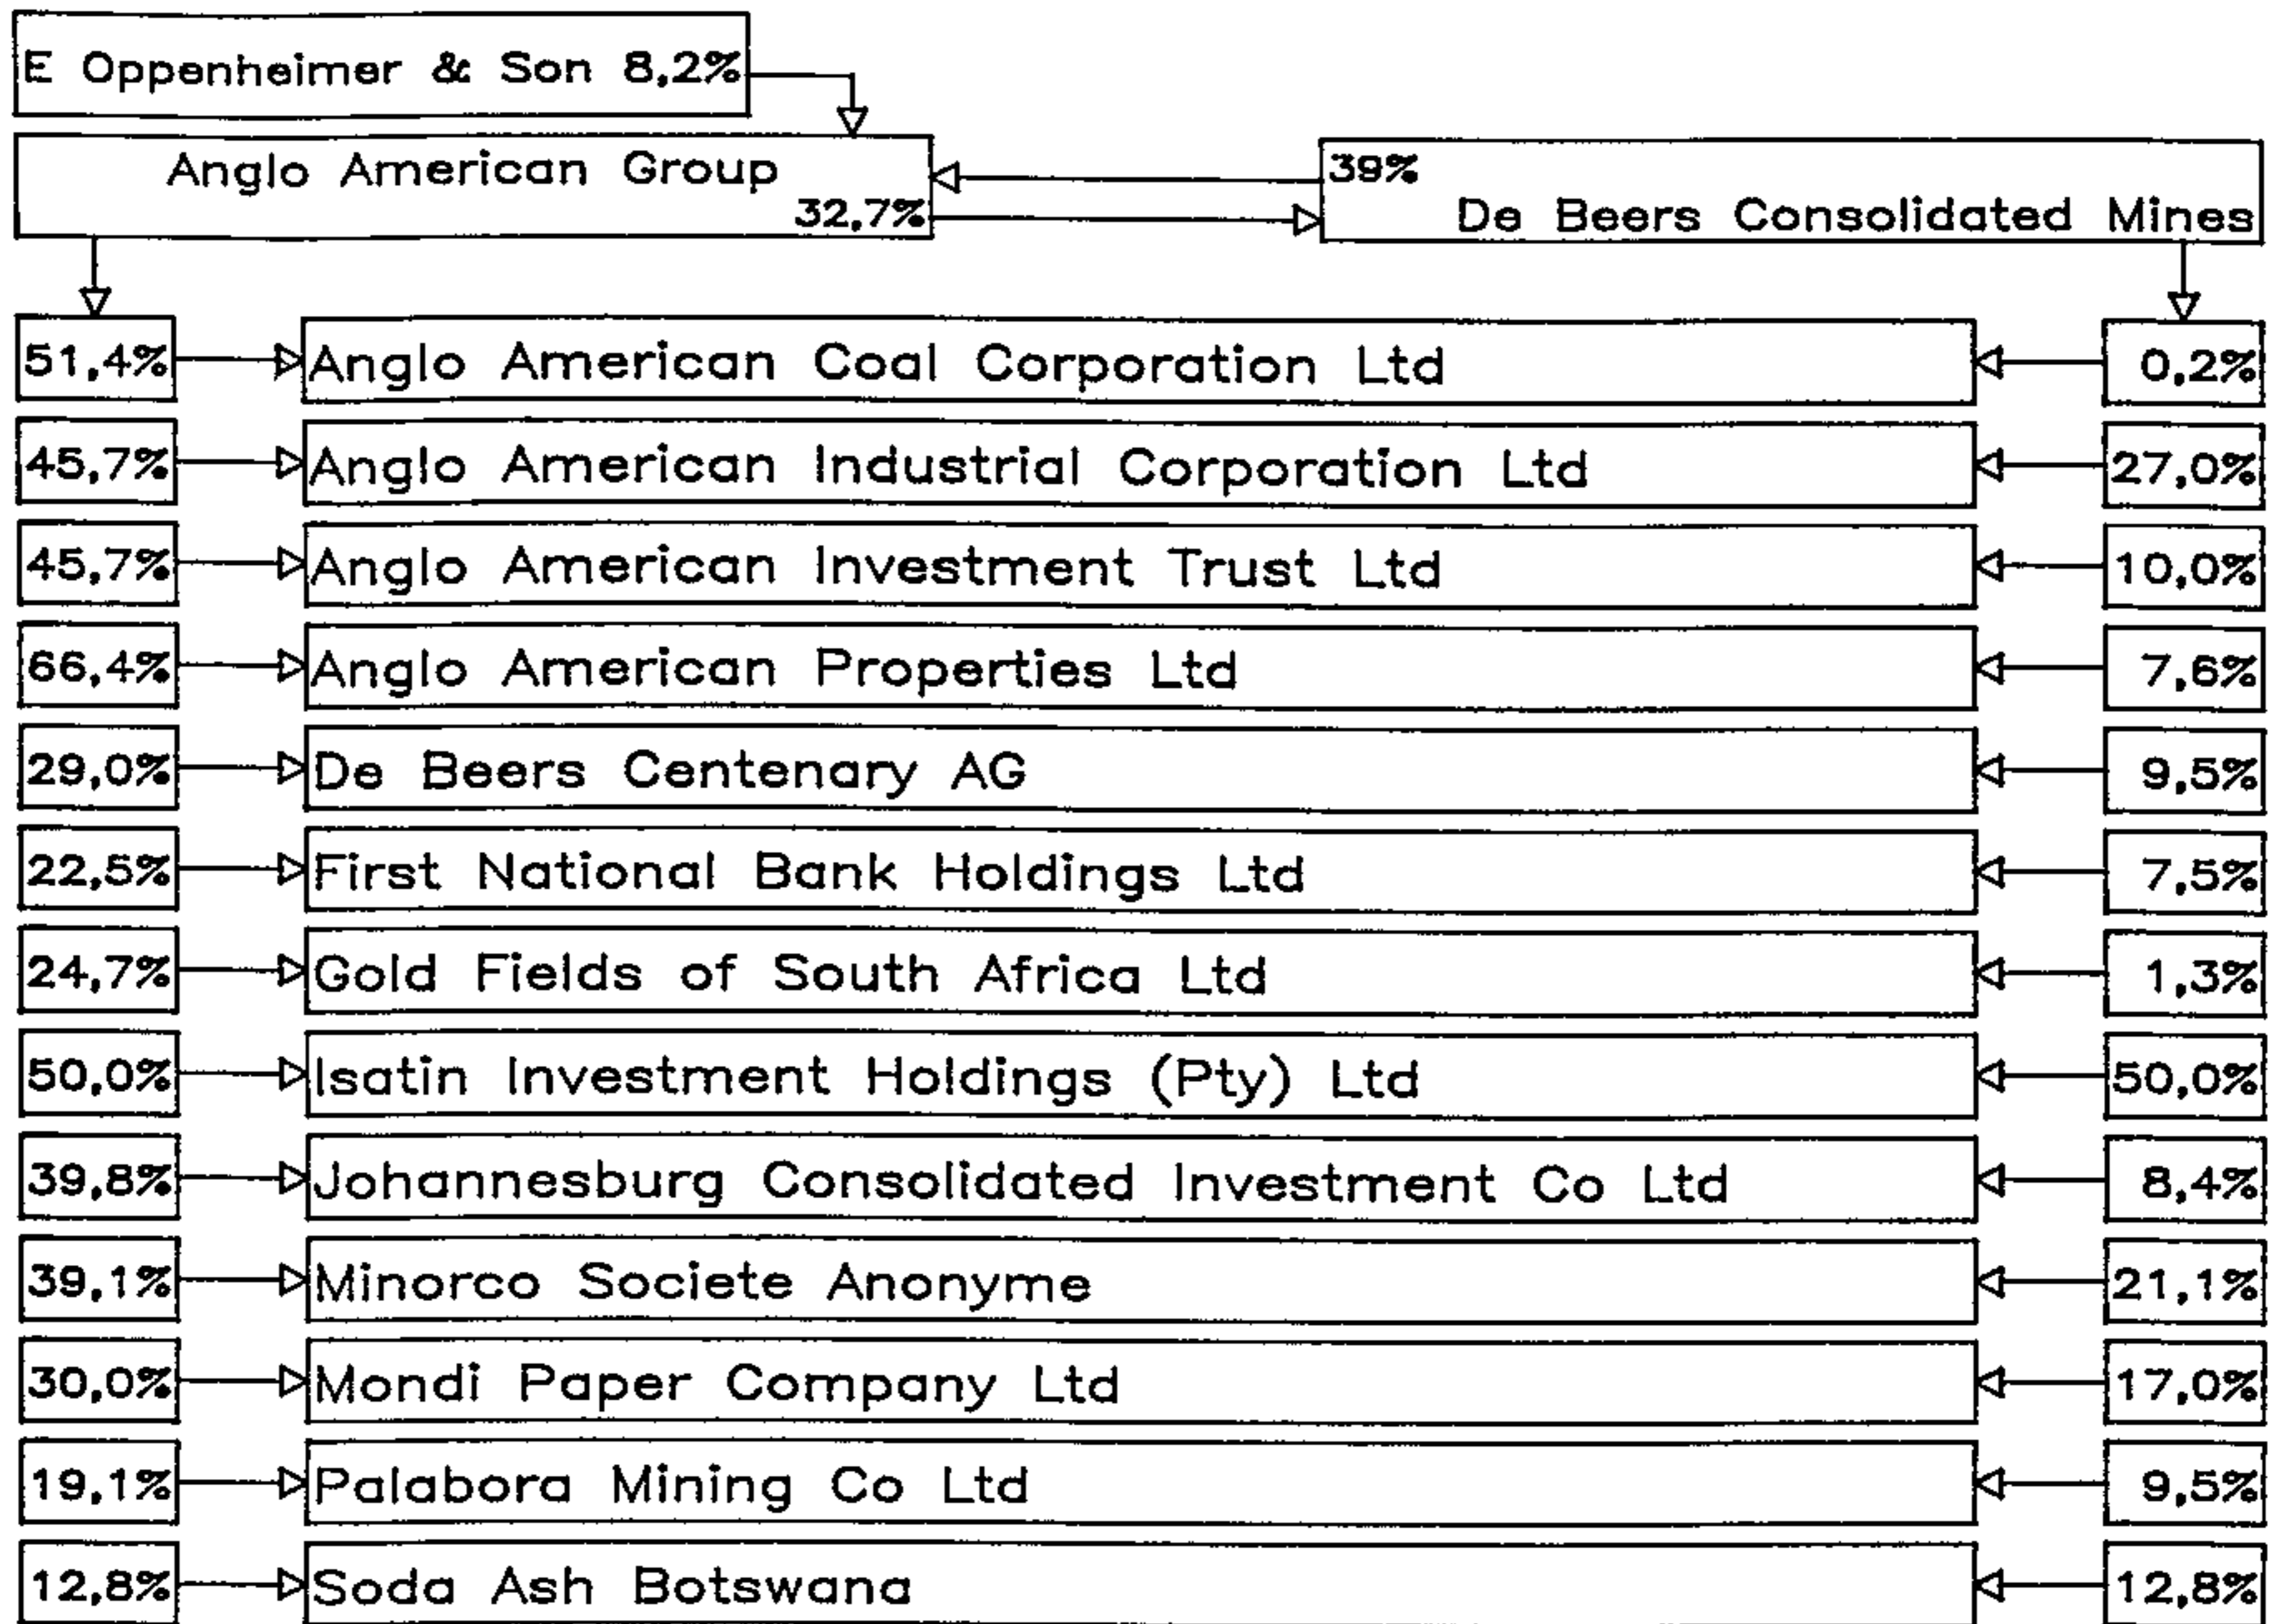 E Oppenheimer & Son 8,2%
Anglo American Group
32,7%
39%
De Beers Consolidated Mines
51,4% Anglo American Coal Corporation Ltd 0,2%
45,7% Anglo American Industrial Corporation Ltd 27,0%
45,7% Anglo American Investment Trust Ltd 10,0%
66,4% Anglo American Properties Ltd 7,6%
29,0% De Beers Centenary AG 9,5%
22,5% First National Bank Holdings Ltd 7,5%
24,7% Gold Fields of South Africa Ltd 1,3%
50,0% Isatin Investment Holdings (Pty) Ltd 50,0%
39,8% Johannesburg Consolidated Investment Co Ltd 8,4%
39,1% Minorco Societe Anonyme 21,1%
30,0% Mondi Paper Company Ltd 17,0%
19,1% Palabora Mining Co Ltd 9,5%
12,8% Soda Ash Botswana 12,8%